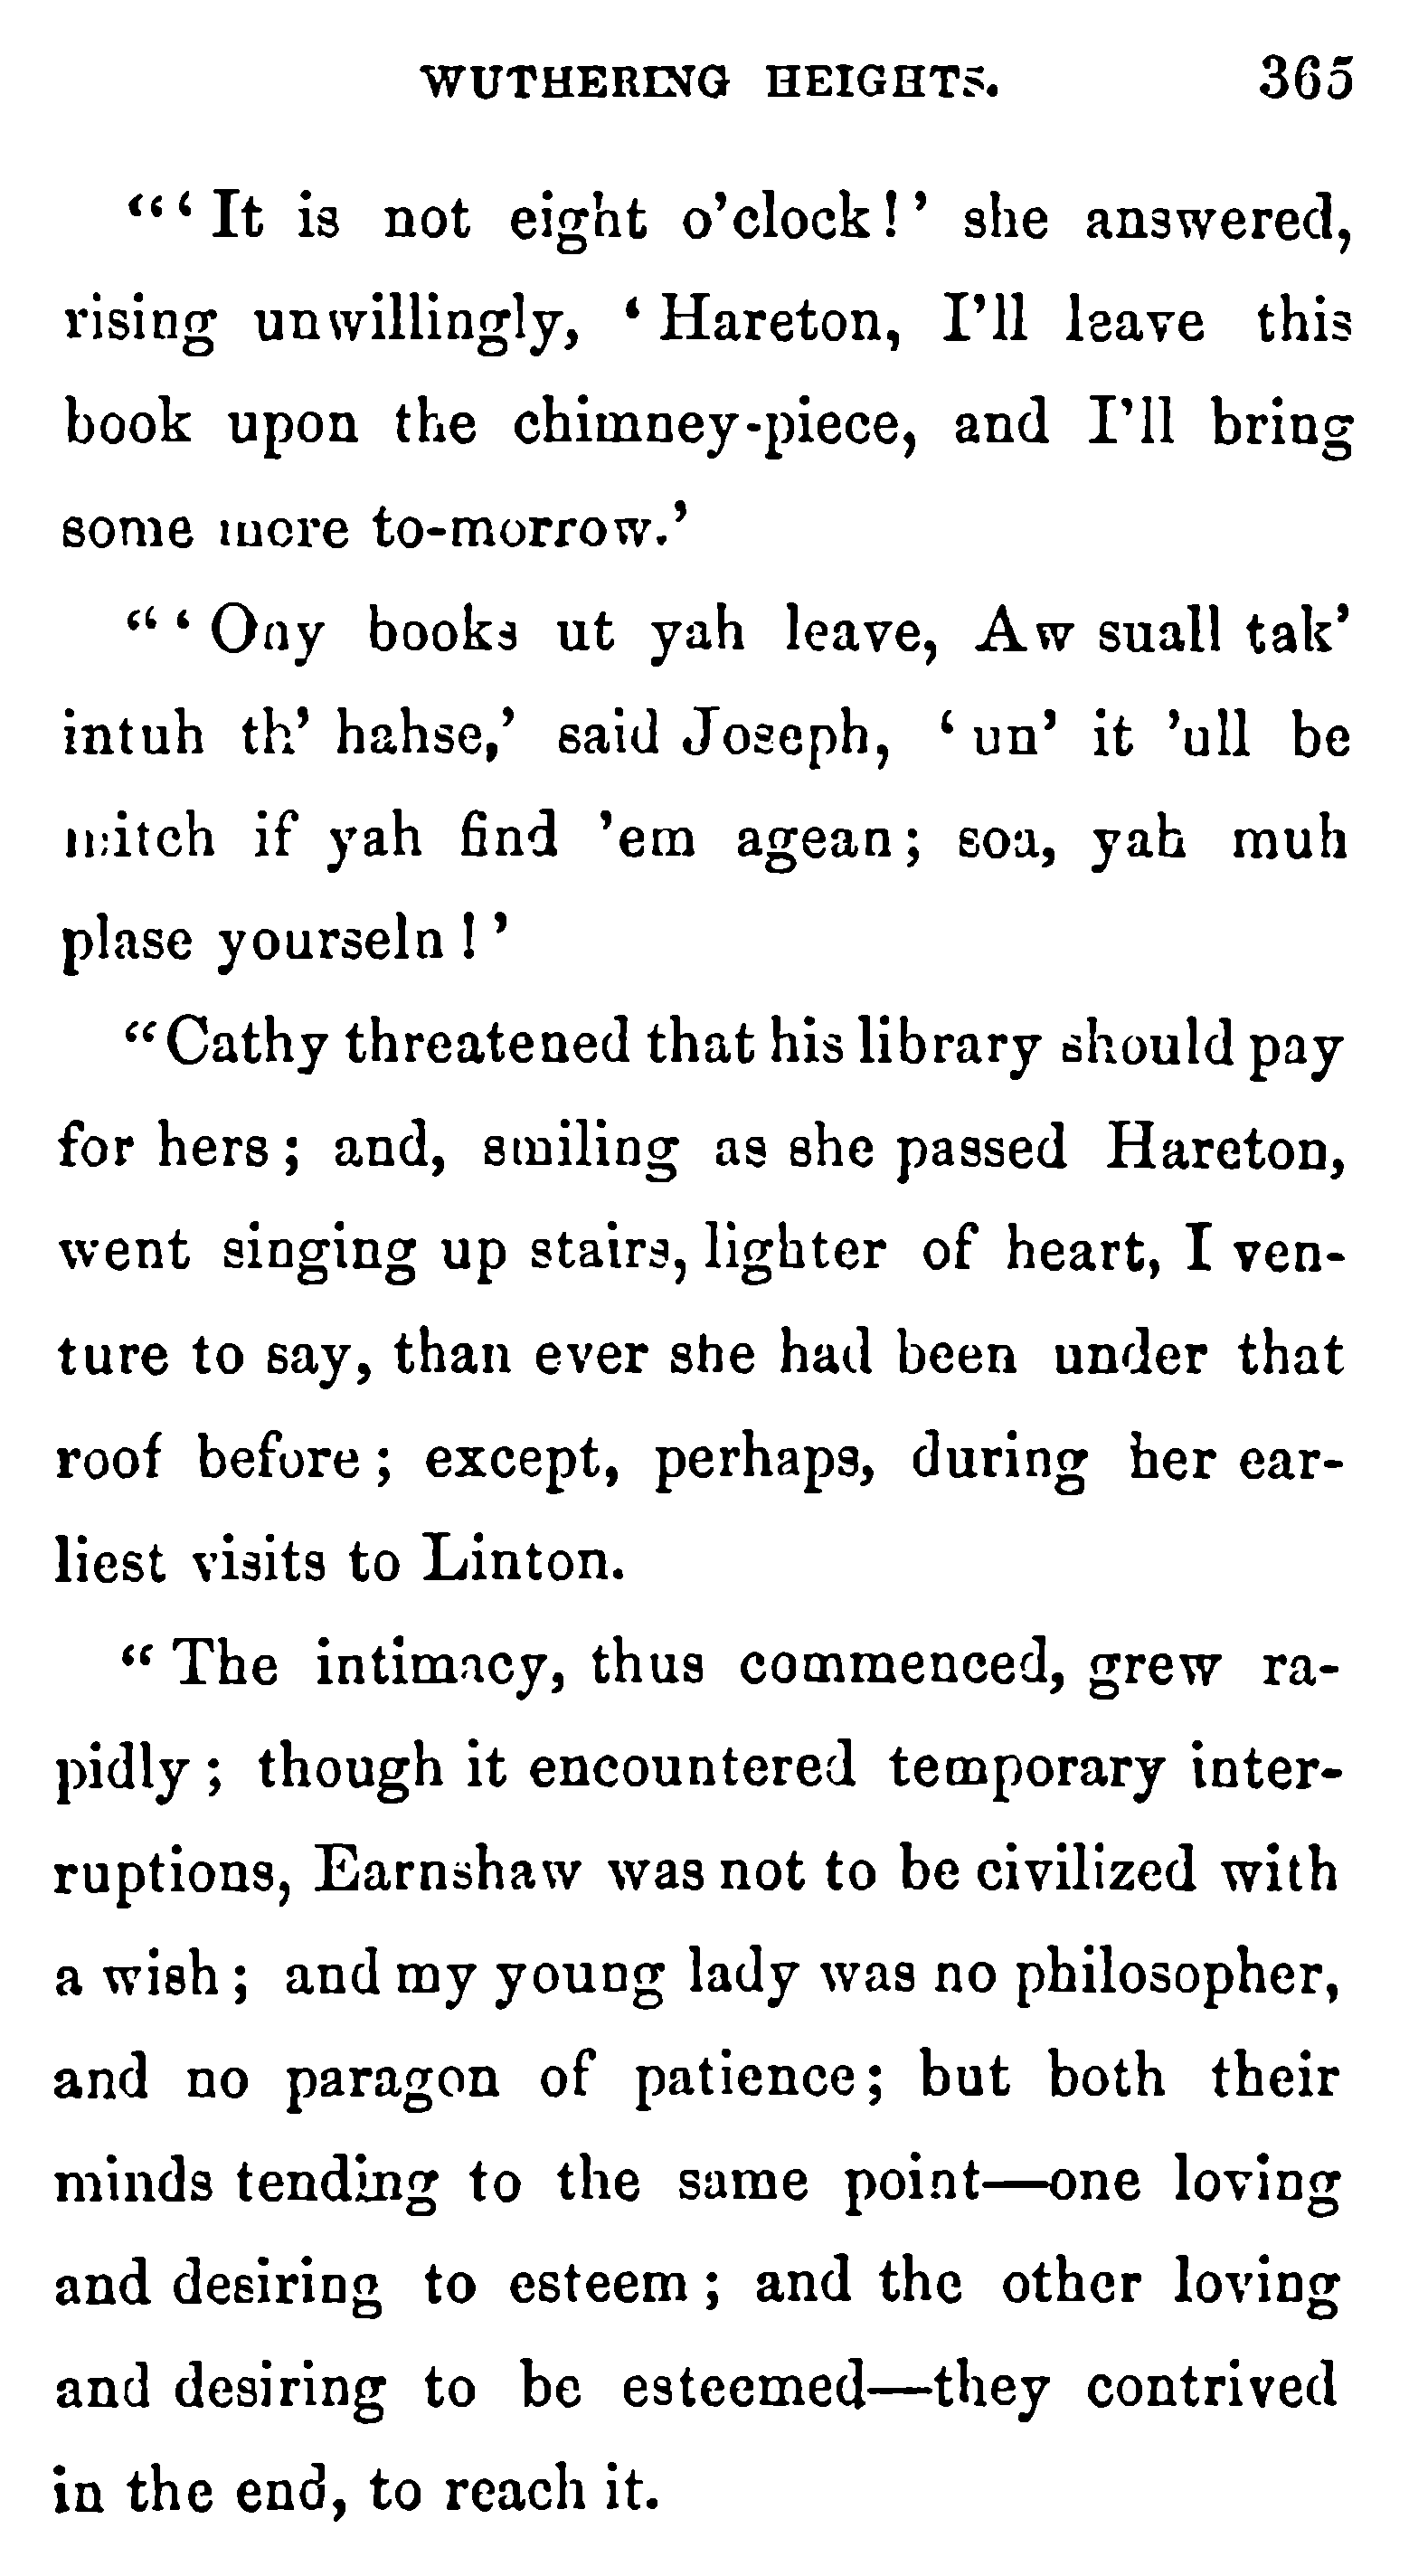 WUTHERING HEIGHTS. 365
"'It is not eight o'clock!' she answered,
rising unwillingly, 'Hareton, I'll leave this
book upon the chimney-piece, and I'll bring
some more to-morrow.'
"'Ony books ut yah leave, Aw suall tak'
intuh th' hahse,' said Joseph, 'un' it 'ull be
mitch if yah find 'em agean; soa, yah muh
plase yourseln!'
"Cathy threatened that his library should pay
for hers; and, smiling as she passed Hareton,
went singing up stairs, lighter of heart, I ven-
ture to say, than ever she had been under that
roof before; except, perhaps, during her ear-
liest visits to Linton.
"The intimacy, thus commenced, grew ra-
pidly; though it encountered temporary inter-
ruptions, Earnshaw was not to be civilized with
a wish; and my young lady was no philosopher,
and no paragon of patience; but both their
minds tending to the same point—one loving
and desiring to esteem; and the other loving
and desiring to be esteemed—they contrived
in the end, to reach it.